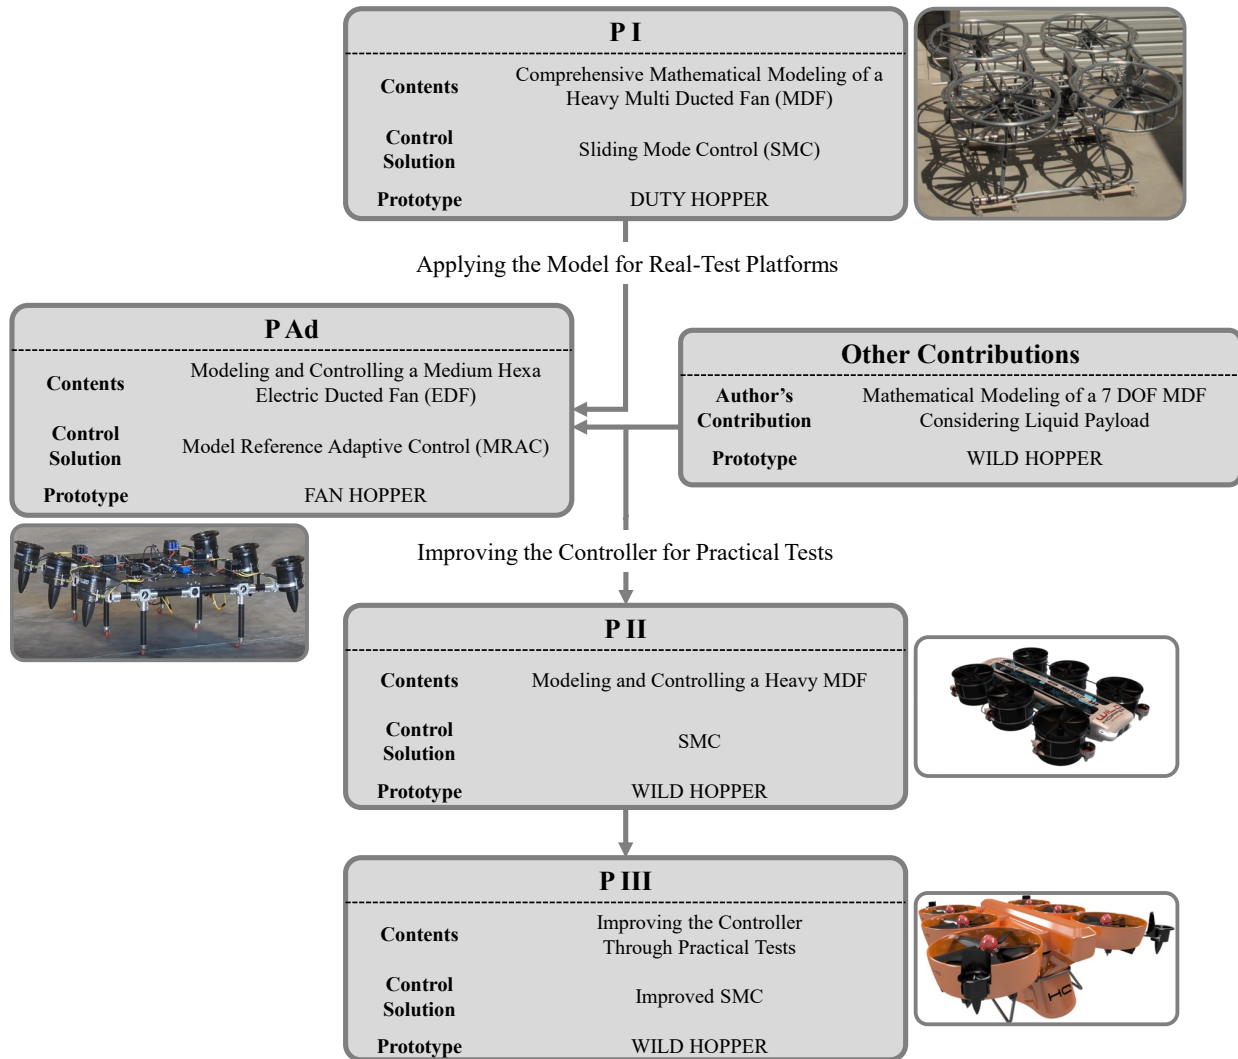 P I
Contents
Comprehensive Mathematical Modeling of a
Heavy Multi Ducted Fan (MDF)
Control
Solution
Sliding Mode Control (SMC)
Prototype
DUTY HOPPER
Applying the Model for Real-Test Platforms
P Ad
Contents
Modeling and Controlling a Medium Hexa
Electric Ducted Fan (EDF)
Control
Solution
Model Reference Adaptive Control (MRAC)
Prototype
FAN HOPPER
Other Contributions
Author's
Contribution
Mathematical Modeling of a 7 DOF MDF
Considering Liquid Payload
Prototype
WILD HOPPER
Improving the Controller for Practical Tests
P II
Contents
Modeling and Controlling a Heavy MDF
Control
Solution
SMC
Prototype
WILD HOPPER
WILD
P III
Contents
Improving the Controller
Through Practical Tests
Control
Solution
Improved SMC
Prototype
WILD HOPPER
HC